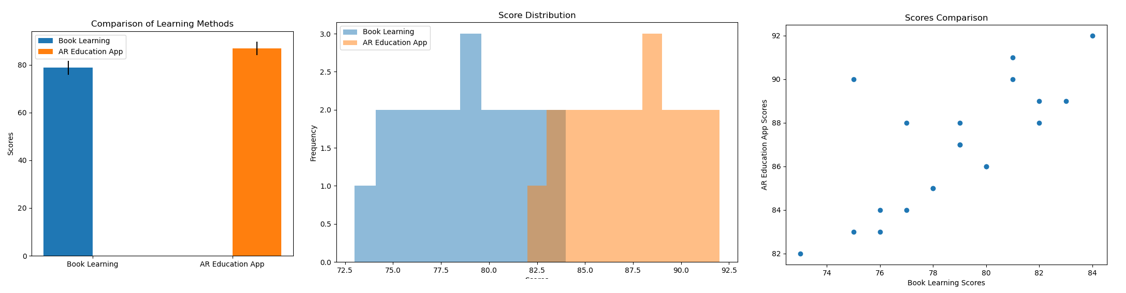 Comparison of Learning Methods
Book Learning
AR Education App
Scores
80
60
40
20
0
Book Learning
AR Education App
Score Distribution
Book Learning
AR Education App
Frequency
3.0
2.5
2.0
1.5
1.0
0.5
0.0
72.5 75.0 77.5 80.0 82.5 85.0 87.5 90.0 92.5
Scores Comparison
AR Education App Scores
92
90
88
86
84
82
74 76 78 80 82 84
Book Learning Scores